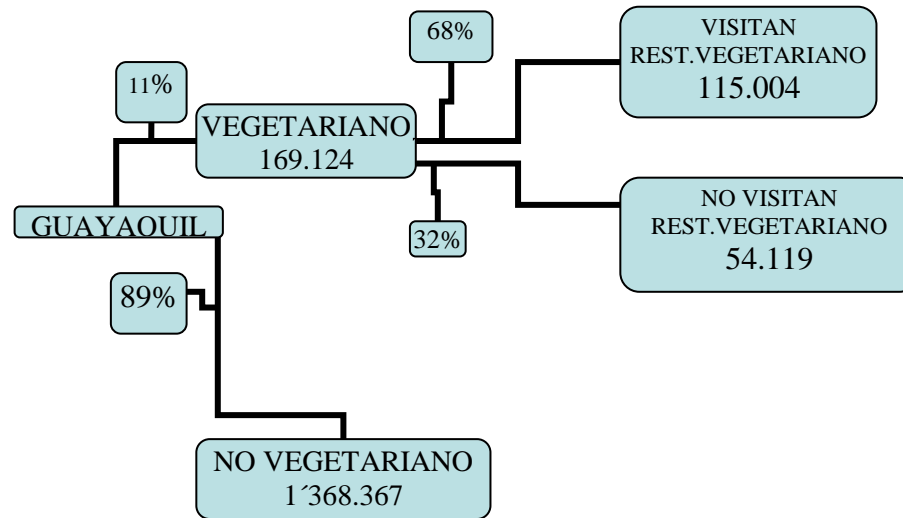 68%
VISITAN
REST.VEGETARIANO
115.004
11%
VEGETARIANO
169.124
NO VISITAN
REST.VEGETARIANO
54.119
GUAYAOUIL
32%
89%
NO VEGETARIANO
1´368.367